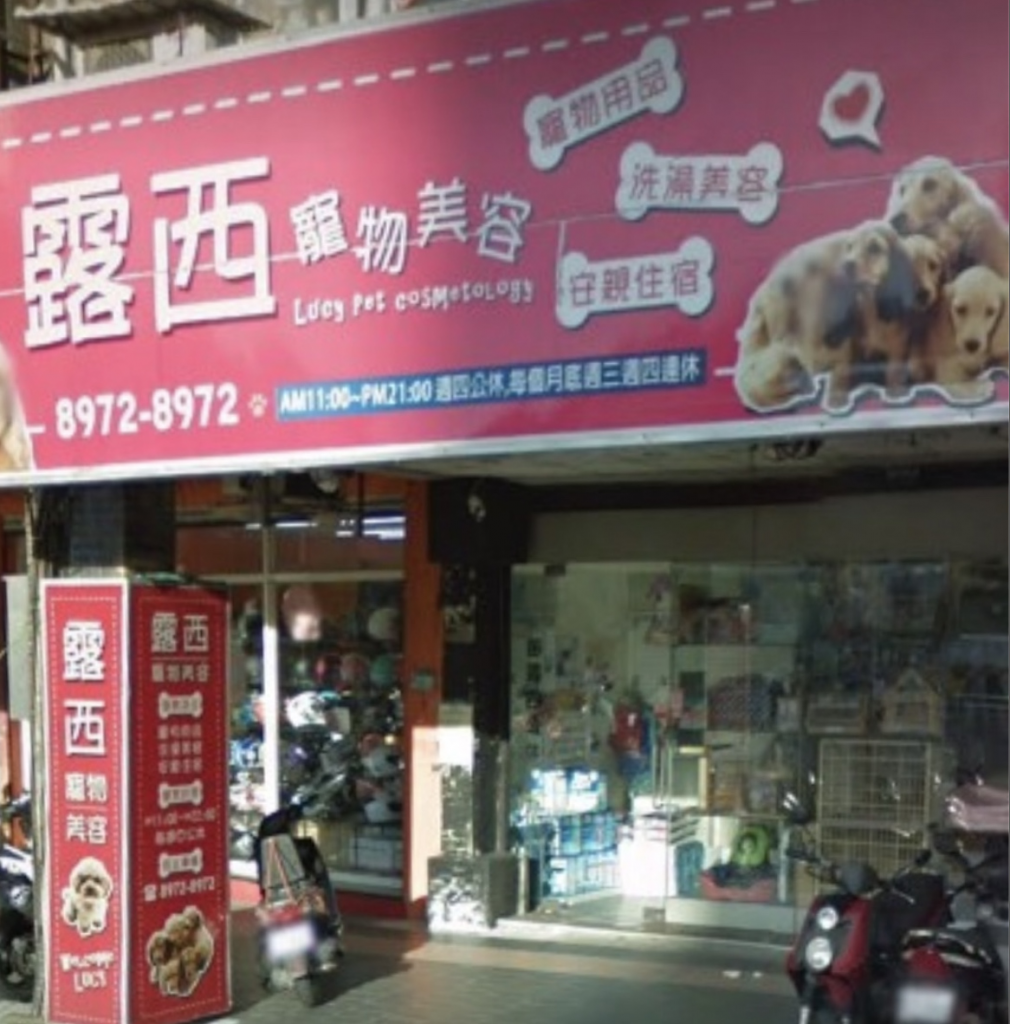 寵物用品
洗澡美容
安親住宿
露西 寵物美容
Lucy Pet cosmetology
8972-8972
AM11:00~PM21:00 週四公休,每個月底週三週四連休
露西
寵物
美容
LUCY
露西
寵物美容
8972-8972